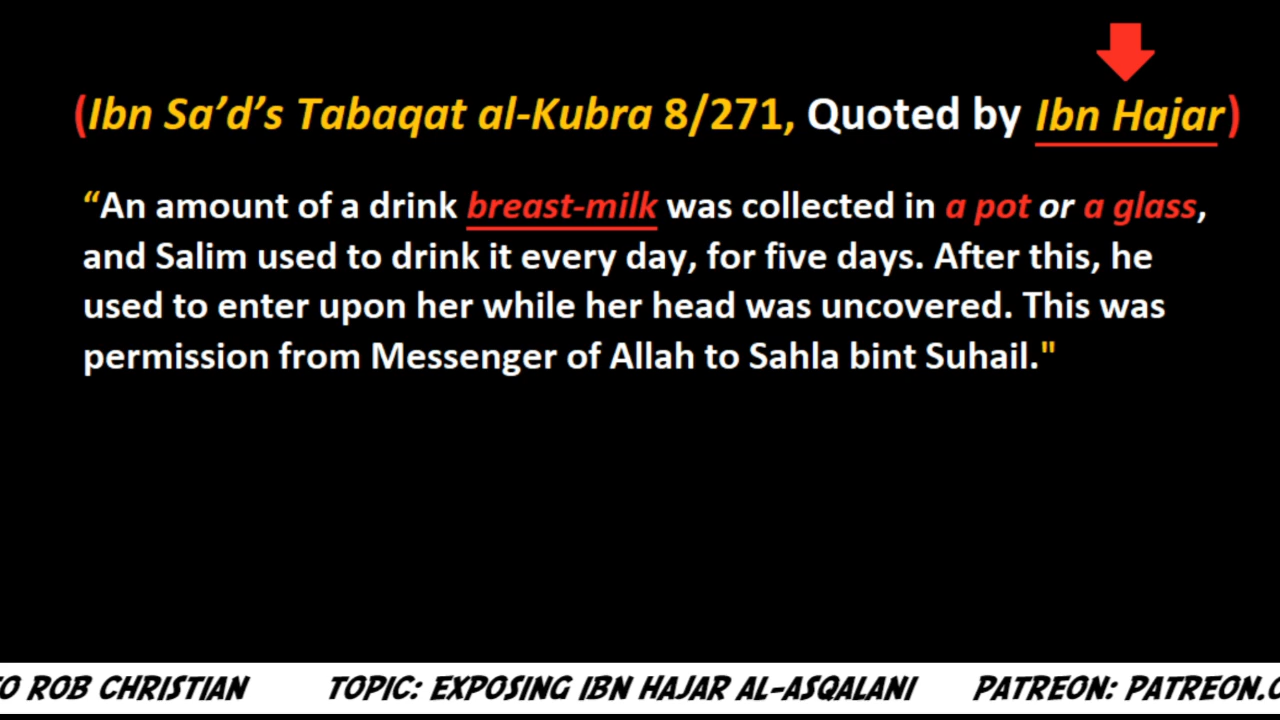 (Ibn Sa’d’s Tabaqat al-Kubra 8/271, Quoted by Ibn Hajar)
“An amount of a drink breast-milk was collected in a pot or a glass,
and Salim used to drink it every day, for five days. After this, he
used to enter upon her while her head was uncovered. This was
permission from Messenger of Allah to Sahla bint Suhail."
O ROB CHRISTIAN TOPIC: EXPOSING IBN HAJAR AL-ASQALANI PATREON: PATREON.C